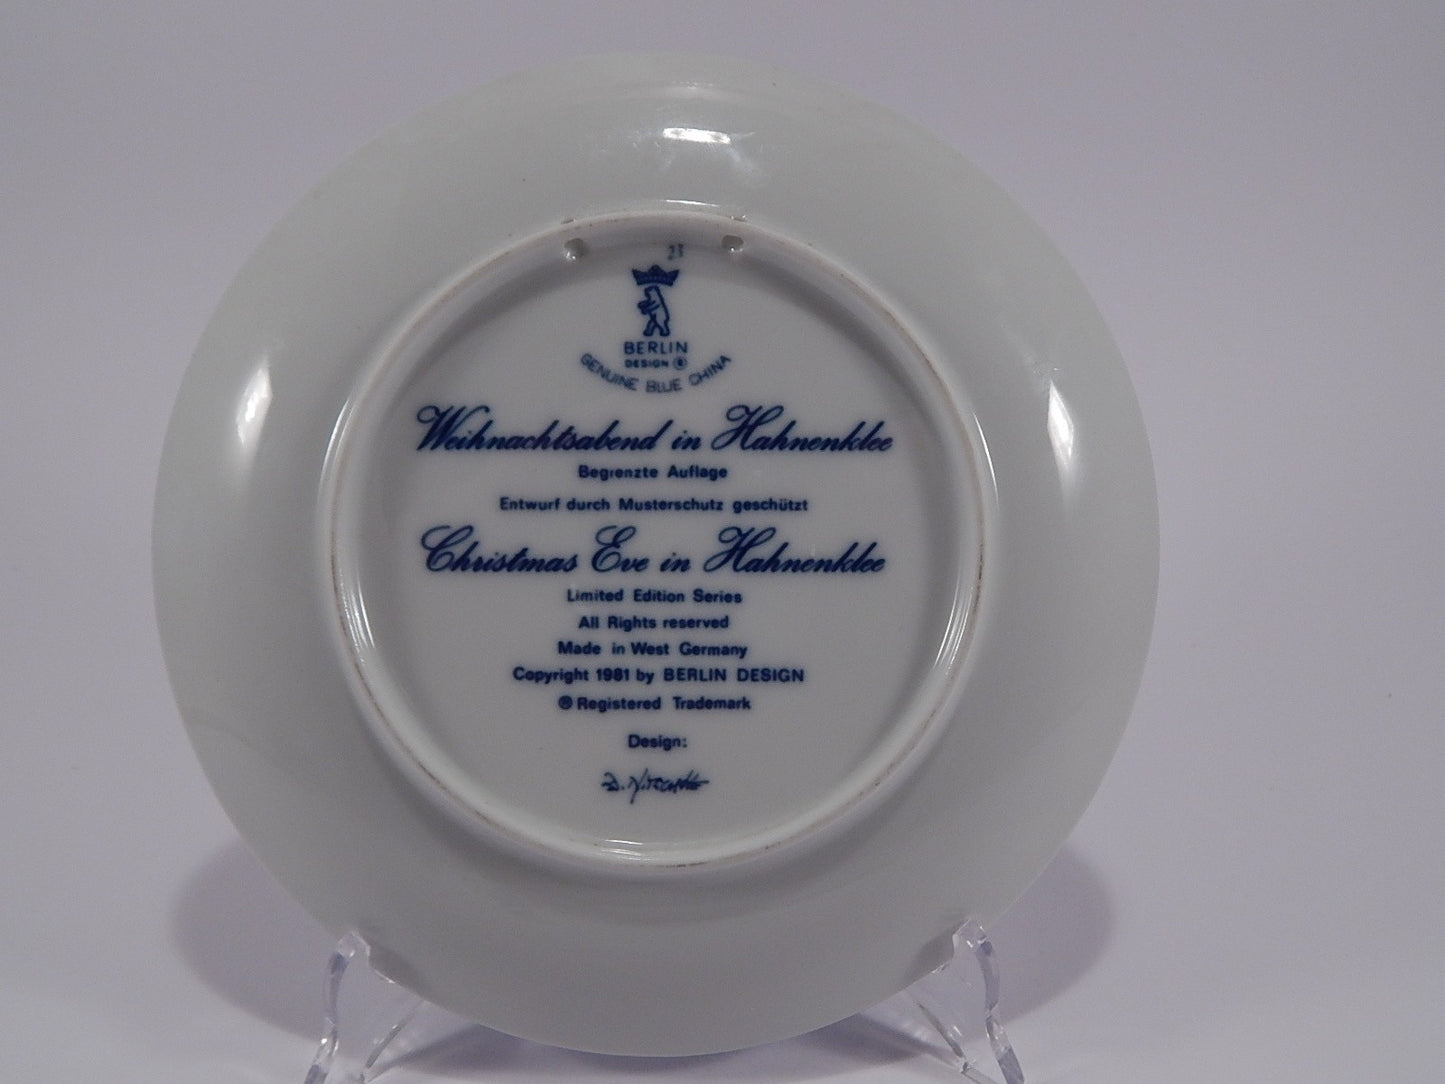 23
BERLIN
DESIGN ®
GENUINE BLUE CHINA
Weihnachtsabend in Hahnenklee
Begrenzte Auflage
Entwurf durch Musterschutz geschützt
Christmas Eve in Hahnenklee
Limited Edition Series
All Rights reserved
Made in West Germany
Copyright 1981 by BERLIN DESIGN
® Registered Trademark
Design: